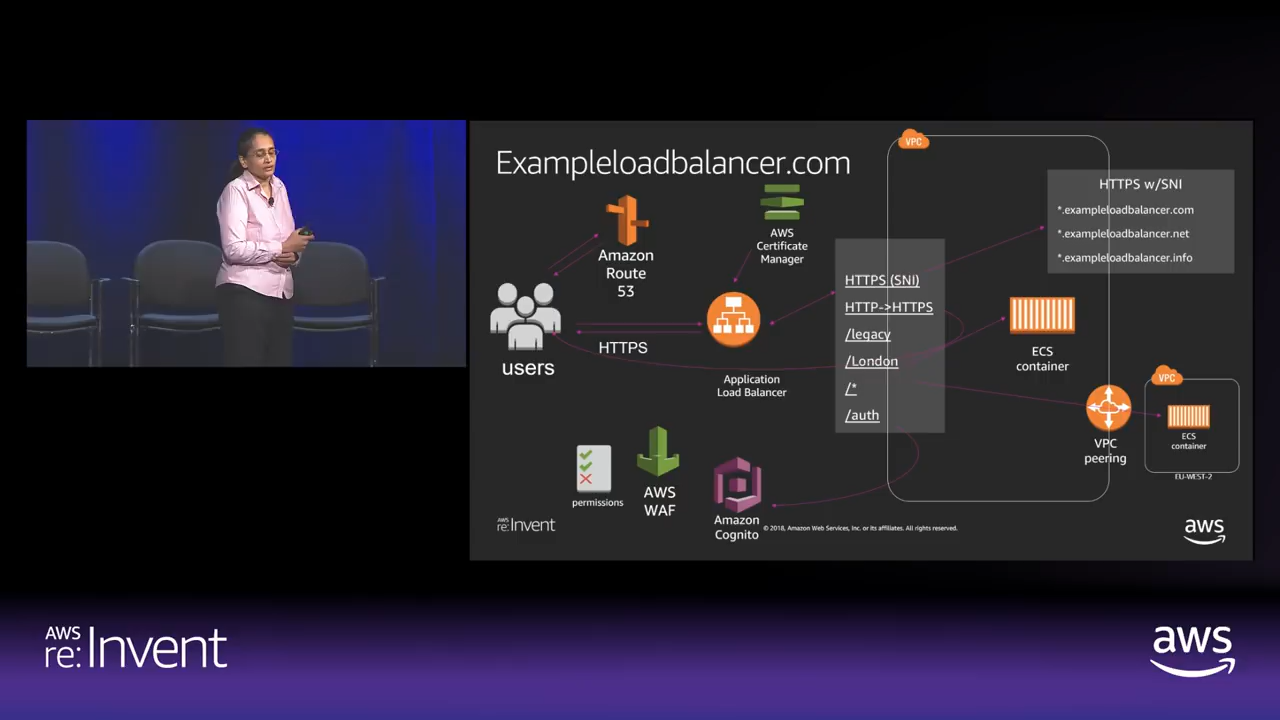 Exampleloadbalancer.com
VPC
HTTPS w/SNI
*.exampleloadbalancer.com
*.exampleloadbalancer.net
*.exampleloadbalancer.info
Amazon
Route
53
AWS
Certificate
Manager
HTTPS (SNI)
HTTP->HTTPS
/legacy
/London
/*
/auth
HTTPS
users
Application
Load Balancer
ECS
container
VPC
ECS
container
EU-WEST-2
VPC
peering
permissions
AWS
WAF
Amazon
Cognito
AWS
re:Invent
© 2018, Amazon Web Services, Inc. or its affiliates. All rights reserved.
aws
AWS
re:Invent
aws